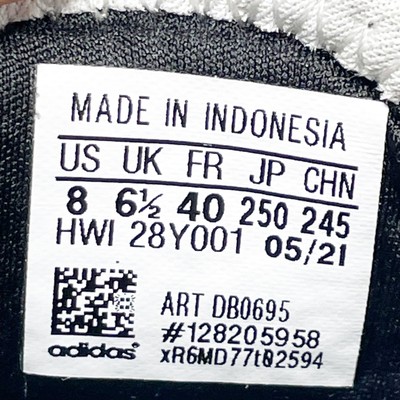 MADE IN INDONESIA
US UK FR JP CHN
8 6½ 40 250 245
HWI 28Y001 05/21
ART DB0695
#128205958
adidas xR6MD77t02594